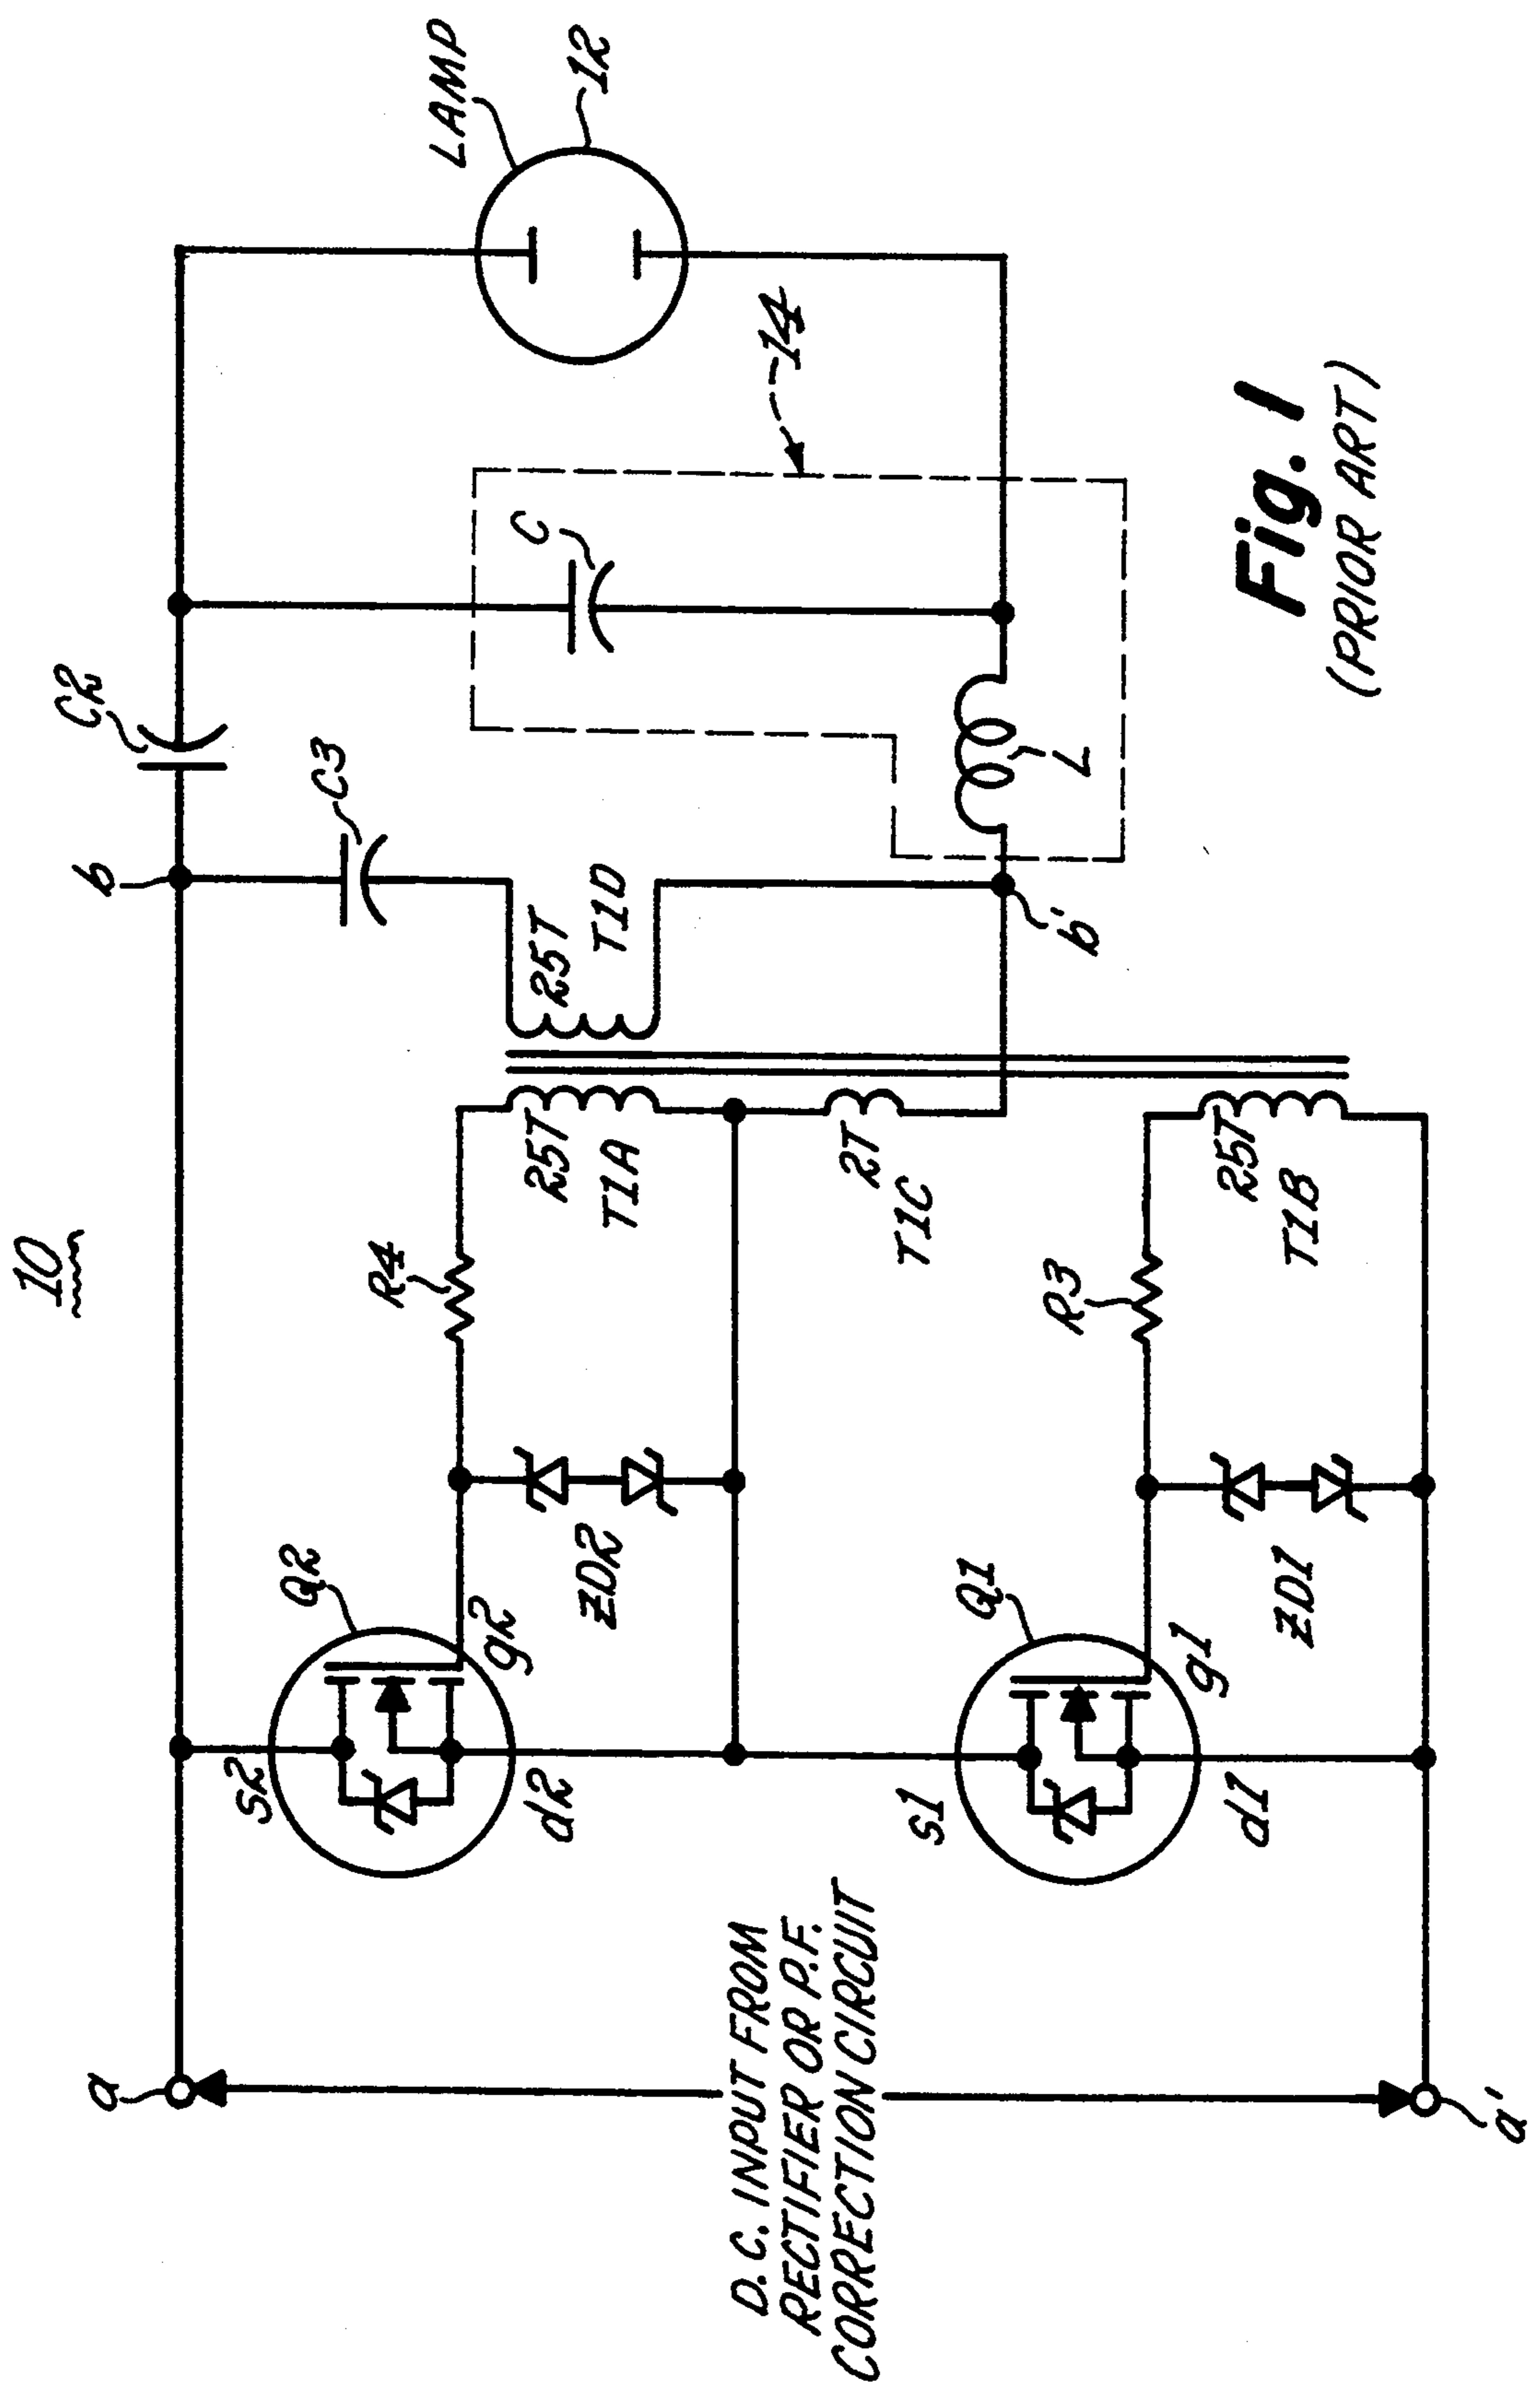 10
a
b
C2
LAMP
12
s2
Q2
g2
d2
R4
ZD2
25T
T1A
25T
T1D
C3
C
14
D.C. INPUT FROM
RECTIFIER OR P.F.
CORRECTION CIRCUIT
2T
T1C
b'
L
s1
Q1
g1
d1
R3
ZD1
25T
T1B
a'
Fig. 1
(PRIOR ART)